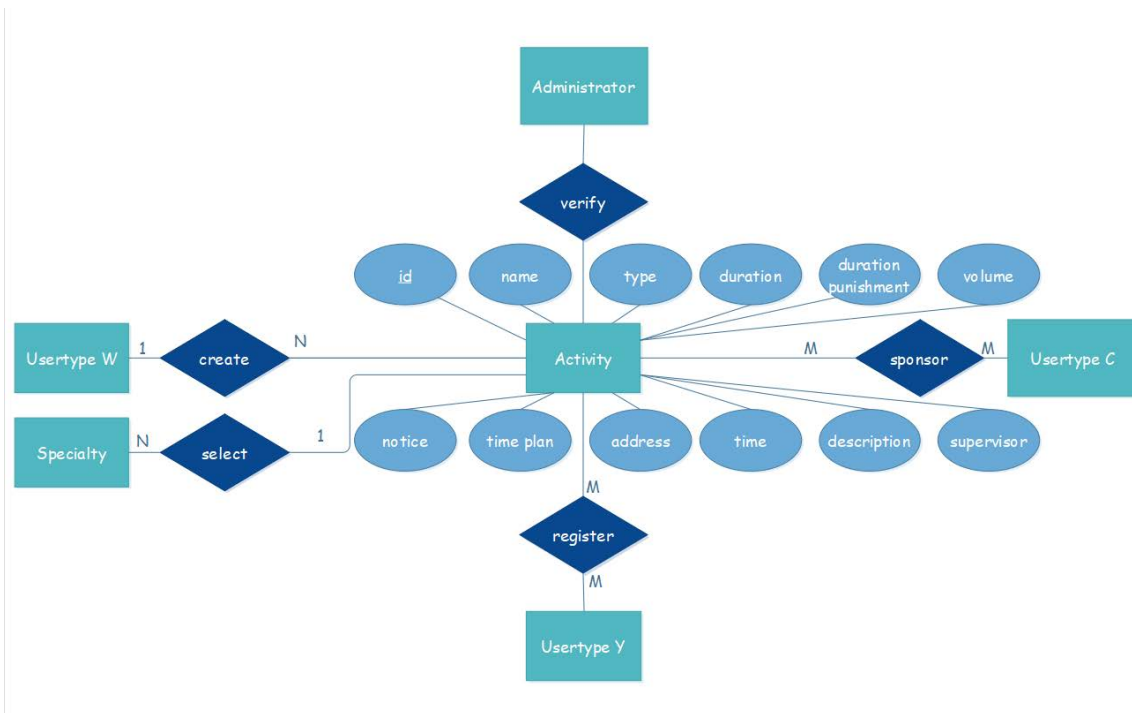 Administrator
verify
id
name
type
duration
duration
punishment
volume
Usertype W
1
create
N
Activity
M
sponsor
M
Usertype C
Specialty
N
select
1
notice
time plan
address
time
description
supervisor
M
register
M
Usertype Y